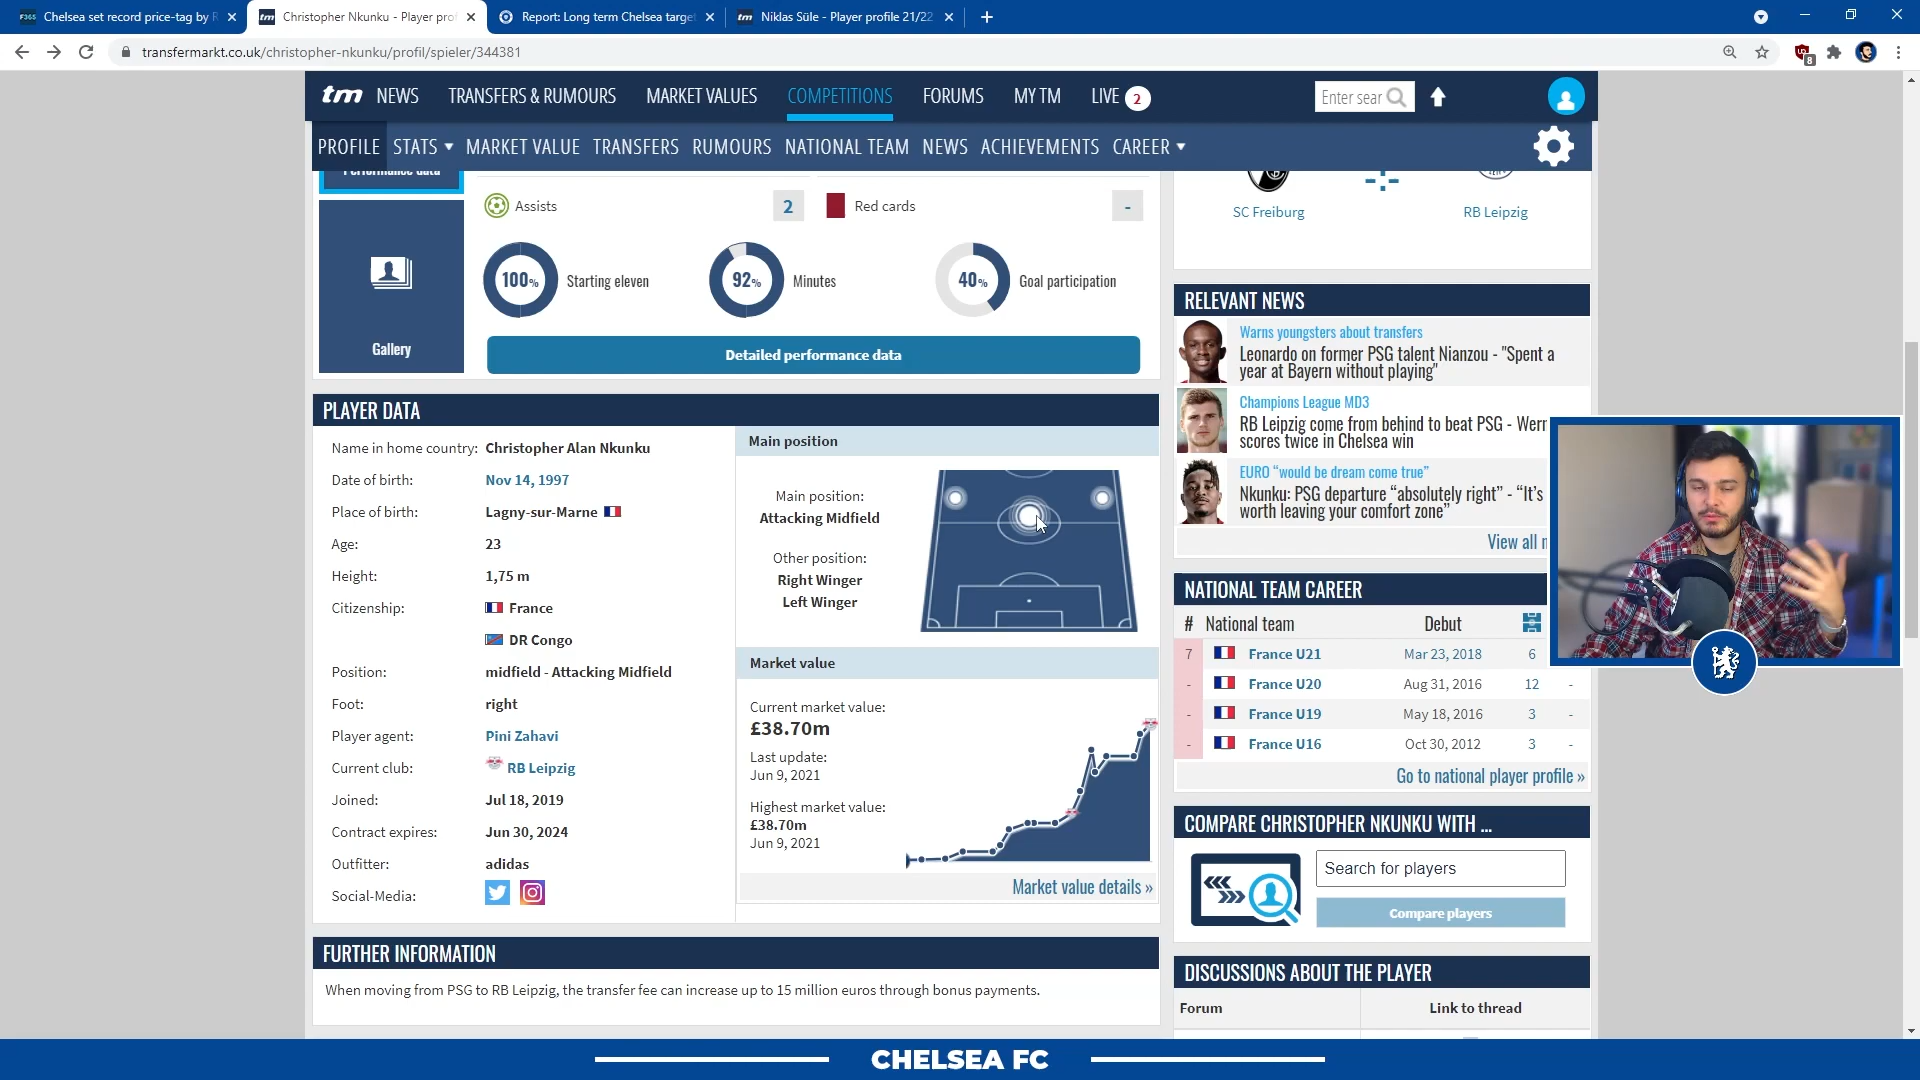 Chelsea set record price-tag by R
Christopher Nkunku - Player prof
Report: Long term Chelsea targe
Niklas Süle - Player profile 21/22
transfermarkt.co.uk/christopher-nkunku/profil/spieler/344381
8
tm NEWS TRANSFERS & RUMOURS MARKET VALUES COMPETITIONS FORUMS MY TM LIVE 2
Enter sear
PROFILE STATS MARKET VALUE TRANSFERS RUMOURS NATIONAL TEAM NEWS ACHIEVEMENTS CAREER
Performance data
Gallery
Assists 2 Red cards -
100% Starting eleven 92% Minutes 40% Goal participation
Detailed performance data
PLAYER DATA
Name in home country: Christopher Alan Nkunku
Date of birth: Nov 14, 1997
Place of birth: Lagny-sur-Marne
Age: 23
Height: 1,75 m
Citizenship: France
DR Congo
Position: midfield - Attacking Midfield
Foot: right
Player agent: Pini Zahavi
Current club: RB Leipzig
Joined: Jul 18, 2019
Contract expires: Jun 30, 2024
Outfitter: adidas
Social-Media:
Main position
Main position:
Attacking Midfield
Other position:
Right Winger
Left Winger
Market value
Current market value:
£38.70m
Last update:
Jun 9, 2021
Highest market value:
£38.70m
Jun 9, 2021
Market value details »
FURTHER INFORMATION
When moving from PSG to RB Leipzig, the transfer fee can increase up to 15 million euros through bonus payments.
SC Freiburg -:- RB Leipzig
RELEVANT NEWS
Warns youngsters about transfers
Leonardo on former PSG talent Nianzou - "Spent a
year at Bayern without playing"
Champions League MD3
RB Leipzig come from behind to beat PSG - Wern
scores twice in Chelsea win
EURO “would be dream come true”
Nkunku: PSG departure “absolutely right” - “It’s
worth leaving your comfort zone”
View all n
NATIONAL TEAM CAREER
# National team Debut
7 France U21 Mar 23, 2018 6
- France U20 Aug 31, 2016 12 -
- France U19 May 18, 2016 3 -
- France U16 Oct 30, 2012 3 -
Go to national player profile »
COMPARE CHRISTOPHER NKUNKU WITH ...
Search for players
Compare players
DISCUSSIONS ABOUT THE PLAYER
Forum Link to thread
CHELSEA FC